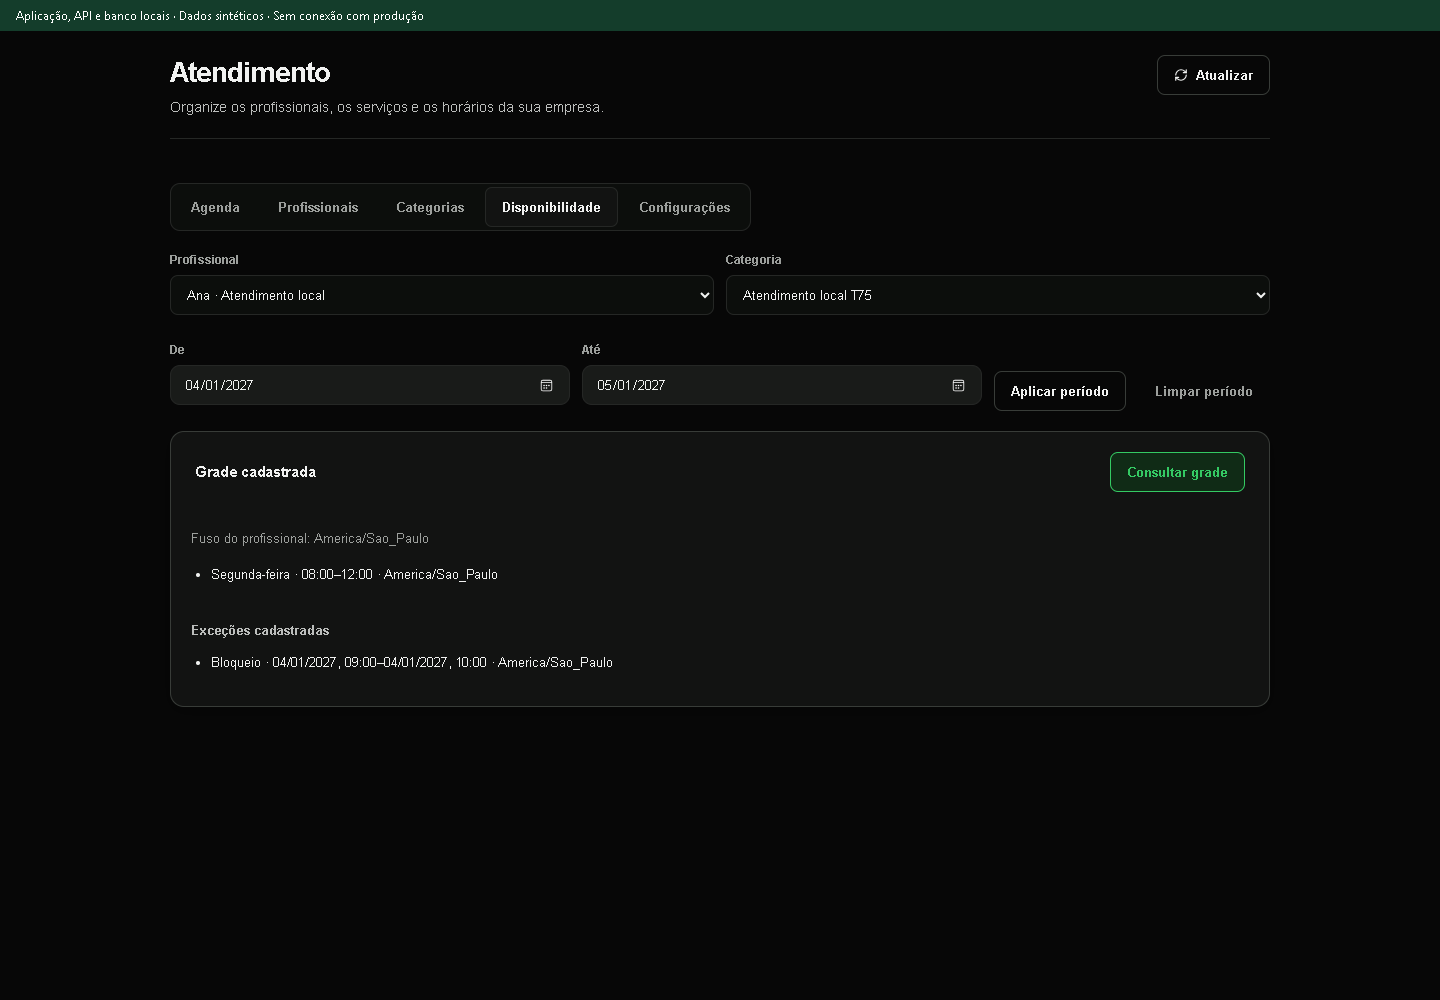 Aplicação, API e banco locais · Dados sintéticos · Sem conexão com produção
Atendimento
Atualizar
Organize os profissionais, os serviços e os horários da sua empresa.
Agenda Profissionais Categorias Disponibilidade Configurações
Profissional Categoria
Ana · Atendimento local Atendimento local T75
De Até
04/01/2027 05/01/2027 Aplicar período Limpar período
Grade cadastrada Consultar grade
Fuso do profissional: America/Sao_Paulo
• Segunda-feira · 08:00–12:00 · America/Sao_Paulo
Exceções cadastradas
• Bloqueio · 04/01/2027, 09:00–04/01/2027, 10:00 · America/Sao_Paulo